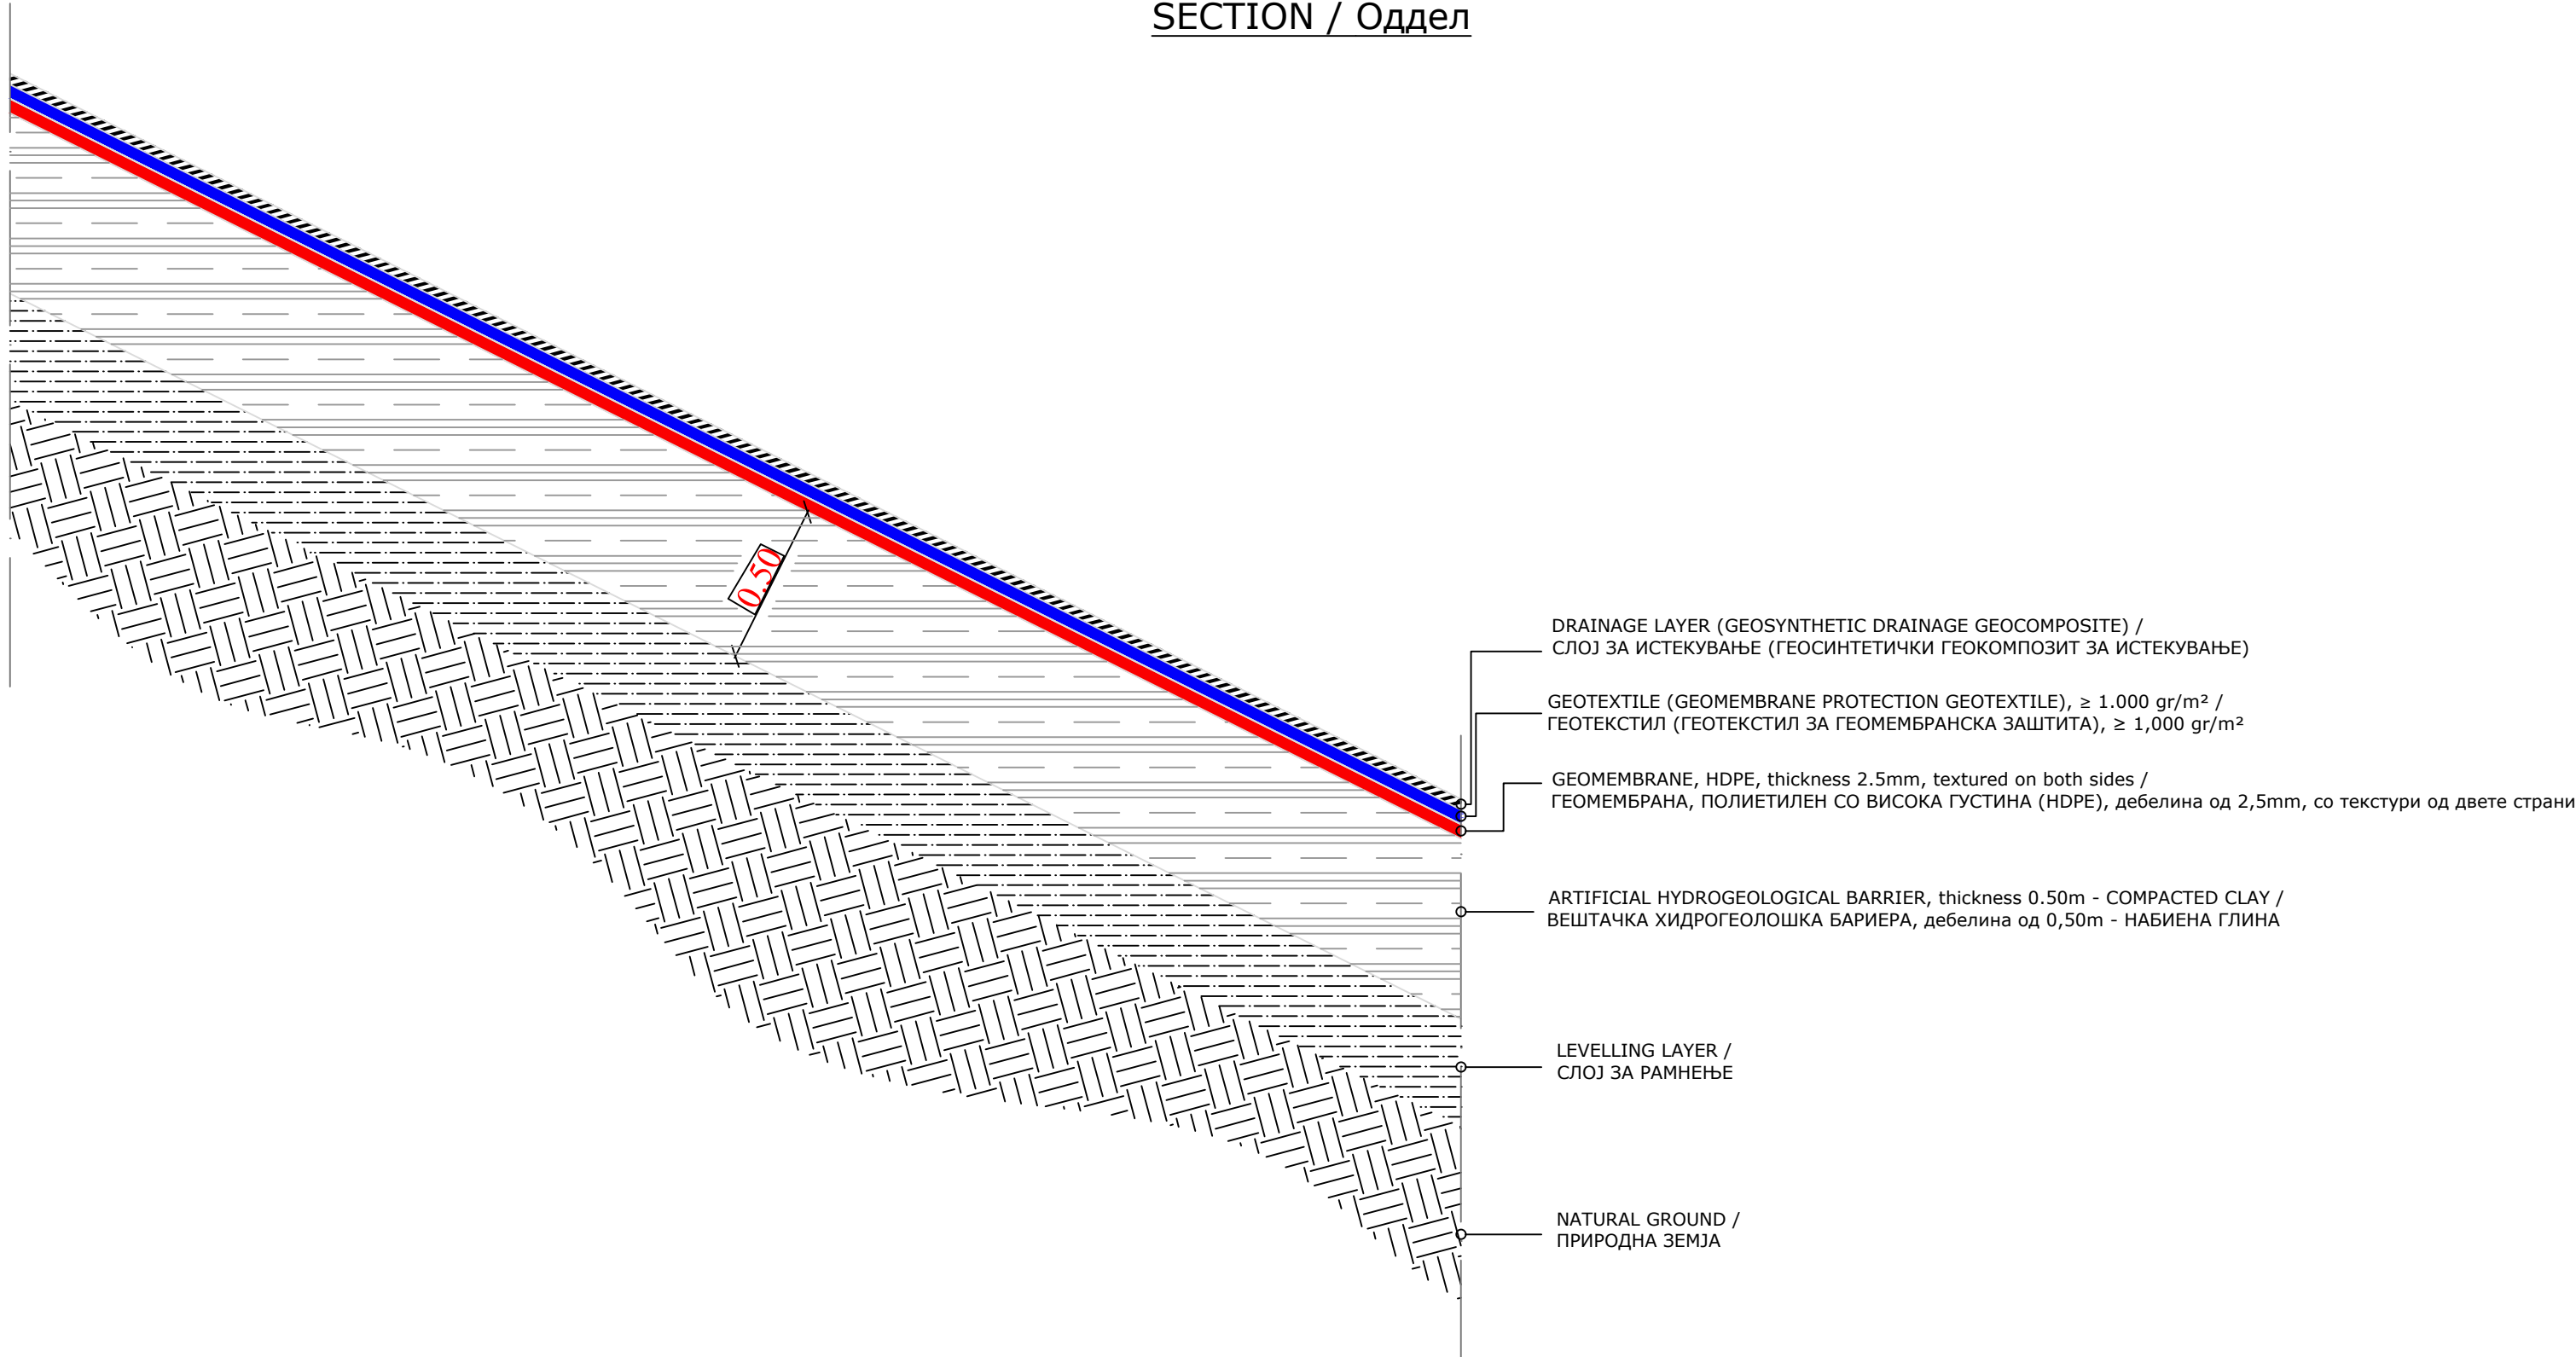 SECTION / Оддел
0.50
DRAINAGE LAYER (GEOSYNTHETIC DRAINAGE GEOCOMPOSITE) /
СЛОЈ ЗА ИСТЕКУВАЊЕ (ГЕОСИНТЕТИЧКИ ГЕОКОМПОЗИТ ЗА ИСТЕКУВАЊЕ)
GEOTEXTILE (GEOMEMBRANE PROTECTION GEOTEXTILE), ≥ 1.000 gr/m² /
ГЕОТЕКСТИЛ (ГЕОТЕКСТИЛ ЗА ГЕОМЕМБРАНСКА ЗАШТИТА), ≥ 1,000 gr/m²
GEOMEMBRANE, HDPE, thickness 2.5mm, textured on both sides /
ГЕОМЕМБРАНА, ПОЛИЕТИЛЕН СО ВИСОКА ГУСТИНА (HDPE), дебелина од 2,5mm, со текстури од двете страни
ARTIFICIAL HYDROGEOLOGICAL BARRIER, thickness 0.50m - COMPACTED CLAY /
ВЕШТАЧКА ХИДРОГЕОЛОШКА БАРИЕРА, дебелина од 0,50m - НАБИЕНА ГЛИНА
LEVELLING LAYER /
СЛОЈ ЗА РАМНЕЊЕ
NATURAL GROUND /
ПРИРОДНА ЗЕМЈА